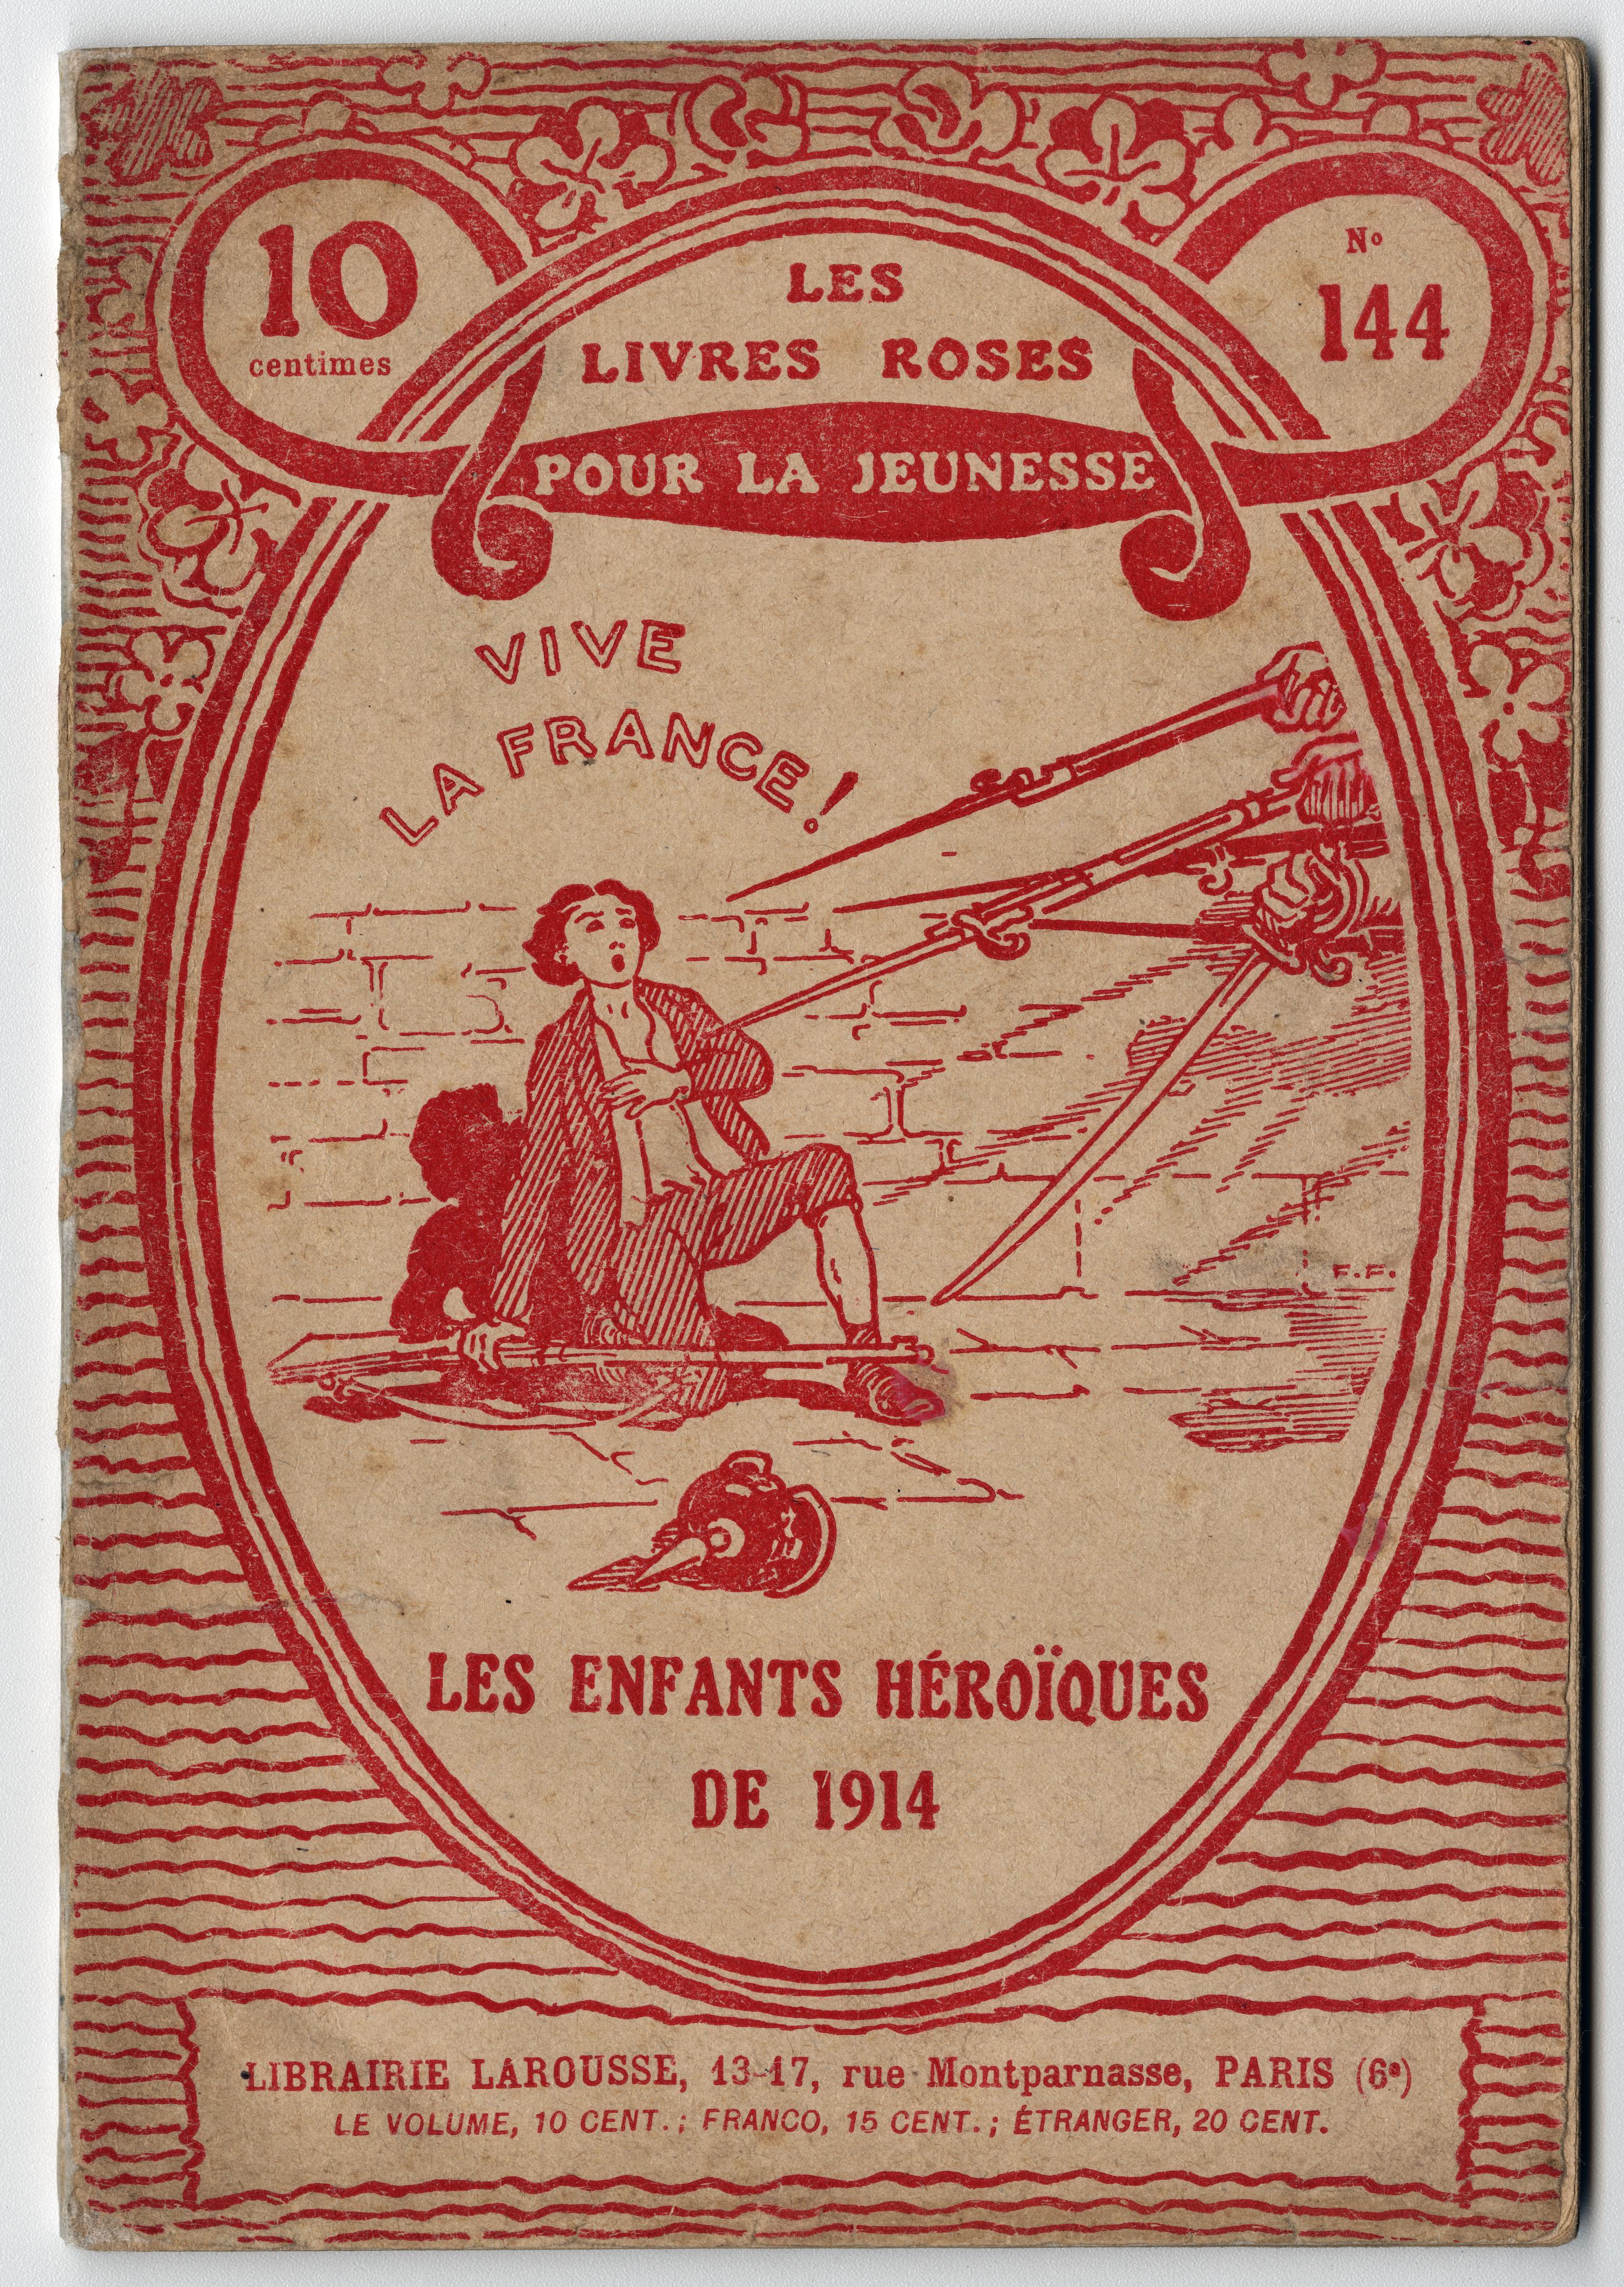 10
centimes
LES
LIVRES ROSES
POUR LA JEUNESSE
No
144
VIVE
LA FRANCE!
F.F.
LES ENFANTS HÉROÏQUES
DE 1914
LIBRAIRIE LAROUSSE, 13-17, rue Montparnasse, PARIS (6e)
LE VOLUME, 10 CENT.; FRANCO, 15 CENT.; ÉTRANGER, 20 CENT.